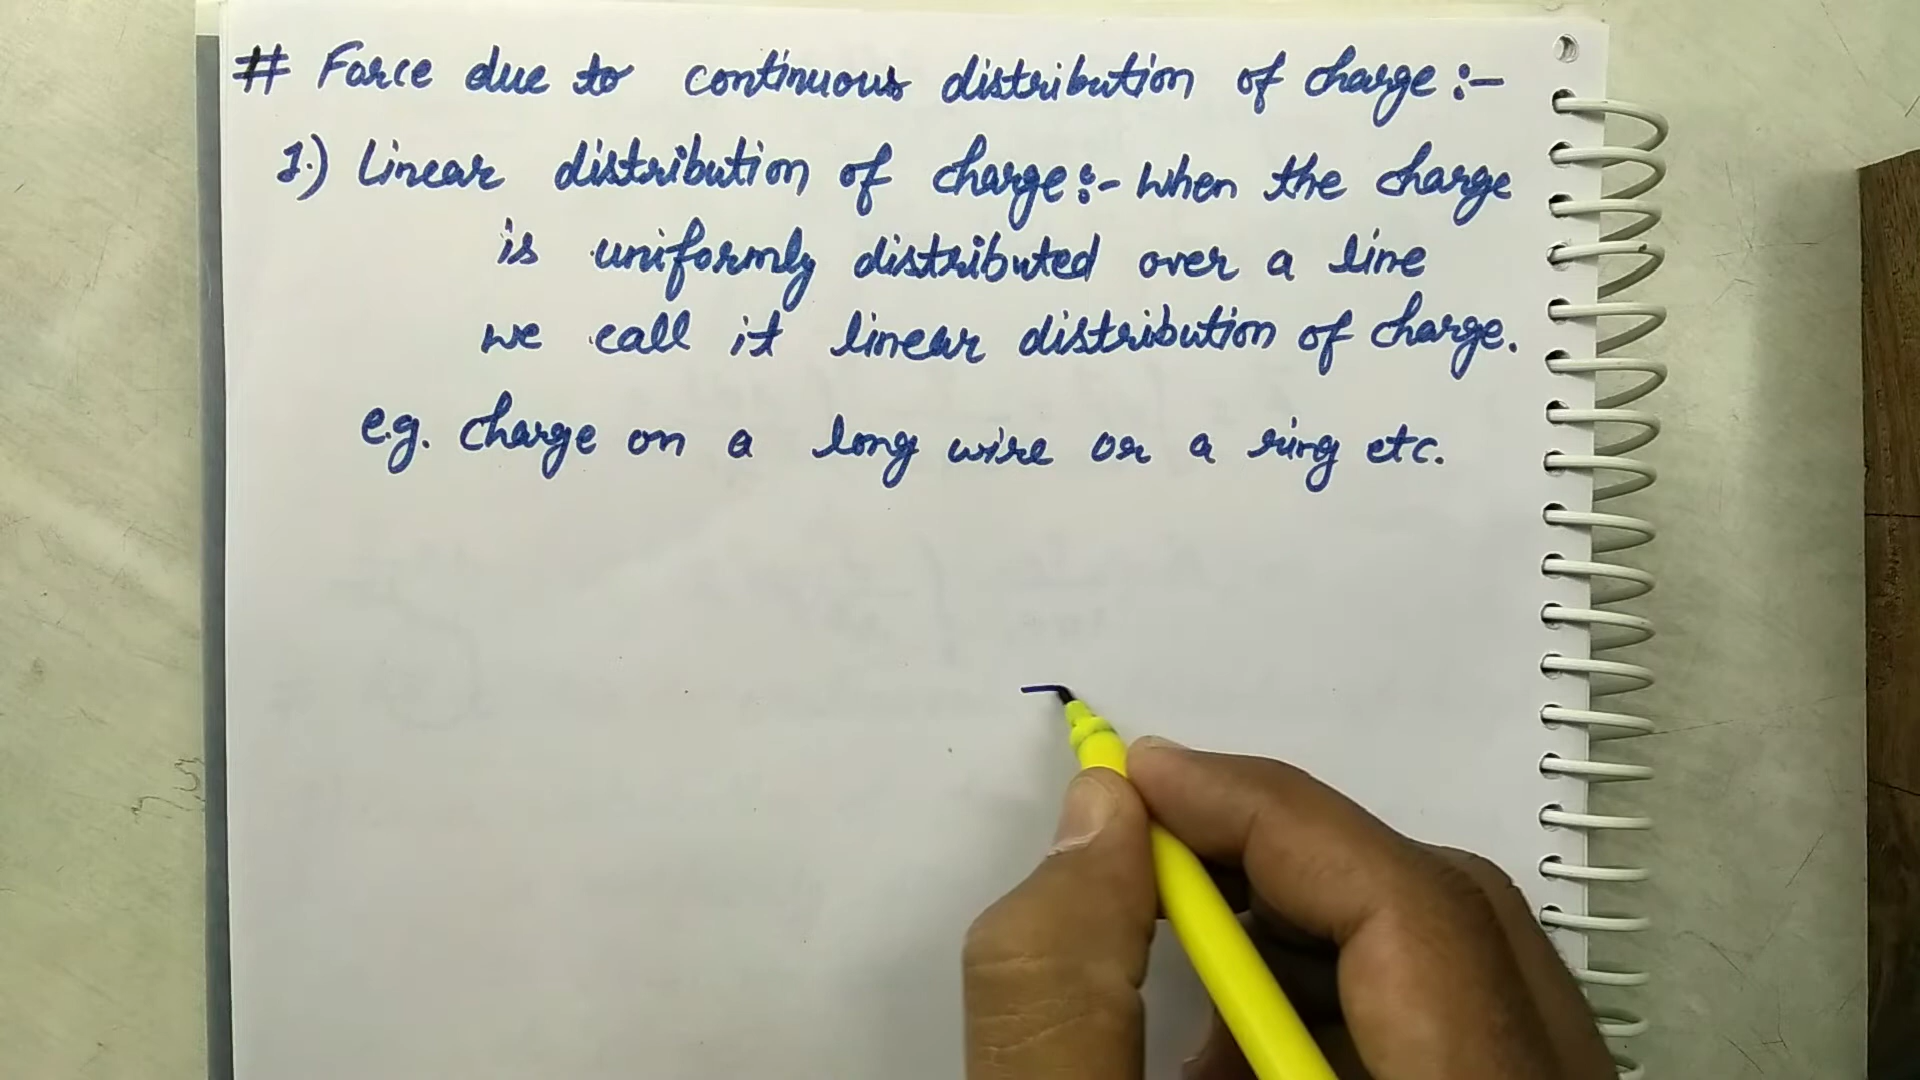 # Force due to continuous distribution of charge :-
1.) Linear distribution of charge :- When the charge
is uniformly distributed over a line
we call it linear distribution of charge.
e.g. charge on a long wire or a ring etc.